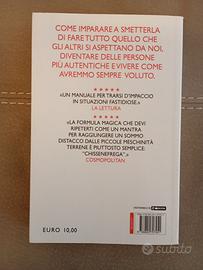 COME IMPARARE A SMETTERLA
DI FARE TUTTO QUELLO CHE
GLI ALTRI SI ASPETTANO DA NOI,
DIVENTARE DELLE PERSONE
PIÙ AUTENTICHE E VIVERE COME
AVREMMO SEMPRE VOLUTO.
★★★★★
«UN MANUALE PER TRARSI D'IMPACCIO
IN SITUAZIONI FASTIDIOSE.»
LA LETTURA
★★★★★
«LA FORMULA MAGICA CHE DEVI
RIPETERTI COME UN MANTRA
PER RAGGIUNGERE UN SOMMO
DISTACCO DALLE PICCOLE MESCHINITÀ
TERRENE È PIUTTOSTO SEMPLICE:
"CHISSENEFREGA".»
COSMOPOLITAN
EURO 10,00
subito